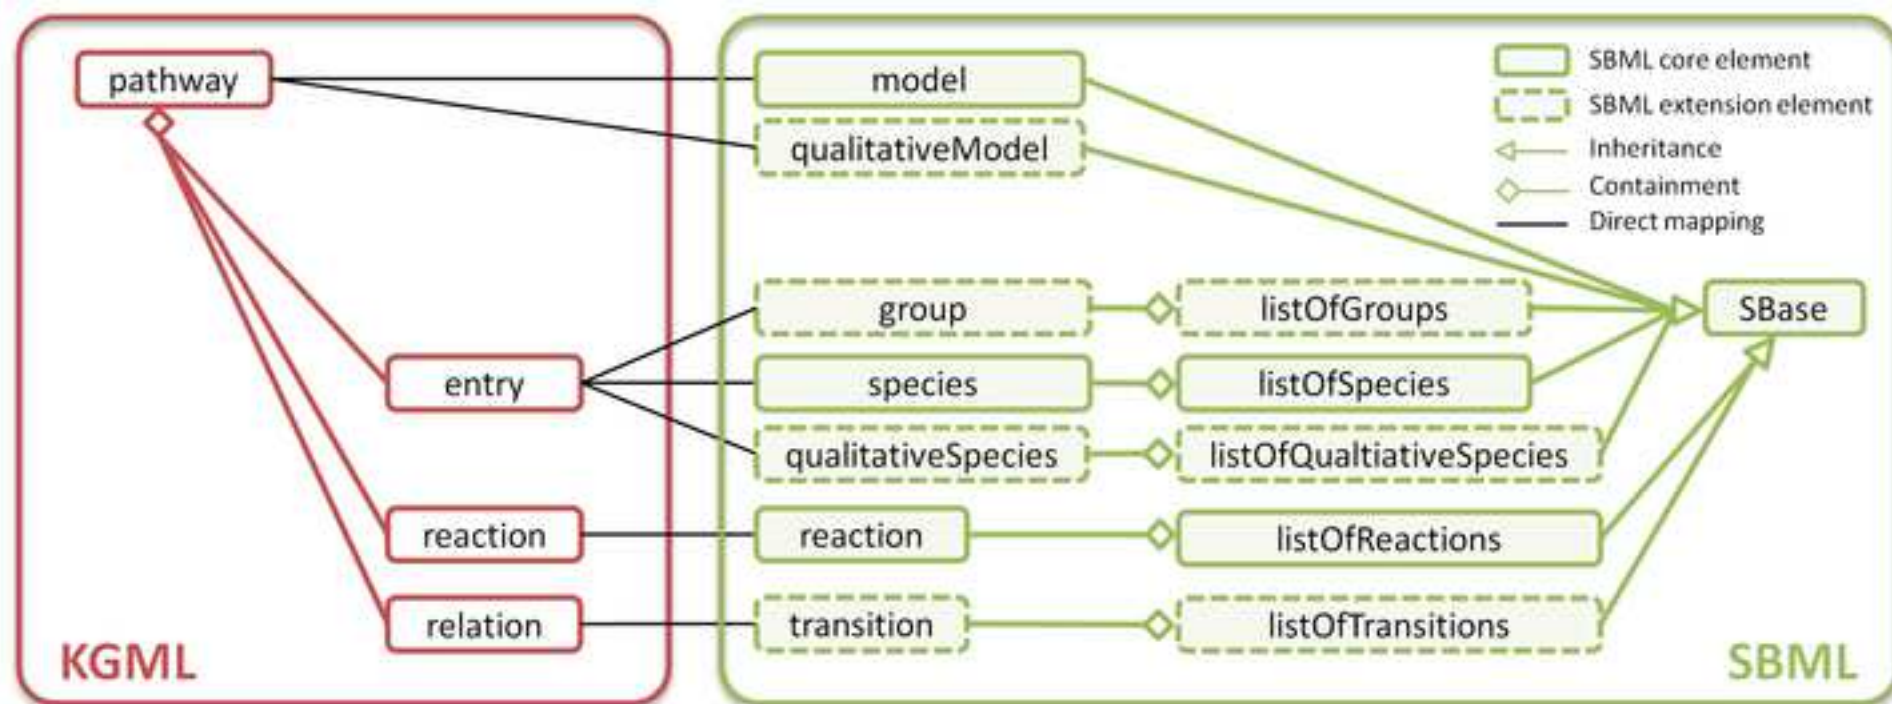 pathway
model
SBML core element
SBML extension element
qualitativeModel
Inheritance
Containment
Direct mapping
group
listOfGroups
SBase
entry
species
listOfSpecies
qualitativeSpecies
listOfQualtiativeSpecies
reaction
reaction
listOfReactions
relation
transition
listOfTransitions
KGML
SBML